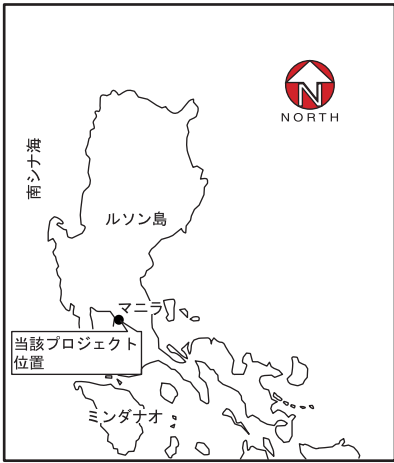 N
NORTH
南シナ海
ルソン島
マニラ
当該プロジェクト
位置
ミンダナオ